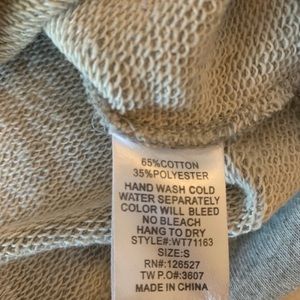 65%COTTON
35%POLYESTER
HAND WASH COLD
WATER SEPARATELY
COLOR WILL BLEED
NO BLEACH
HANG TO DRY
STYLE#:WT71163
SIZE:S
RN#:126527
TW P.O#:3607
MADE IN CHINA